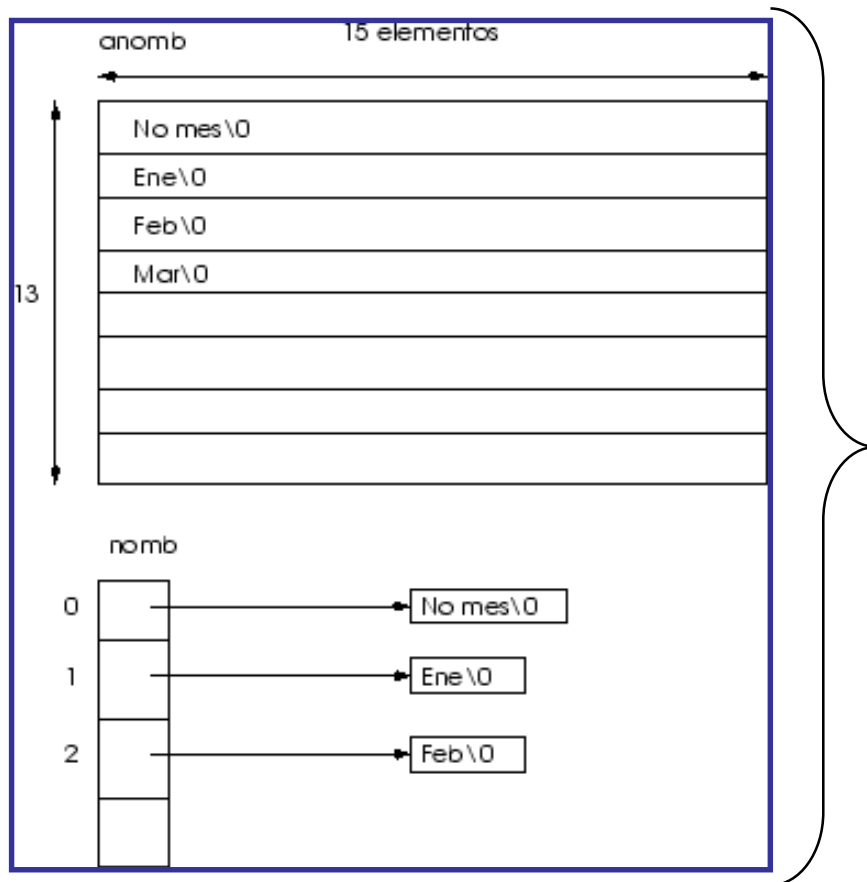 anomb
15 elementos
No mes\0
Ene\0
Feb\0
Mar\0
13
nomb
0
No mes\0
1
Ene\0
2
Feb\0